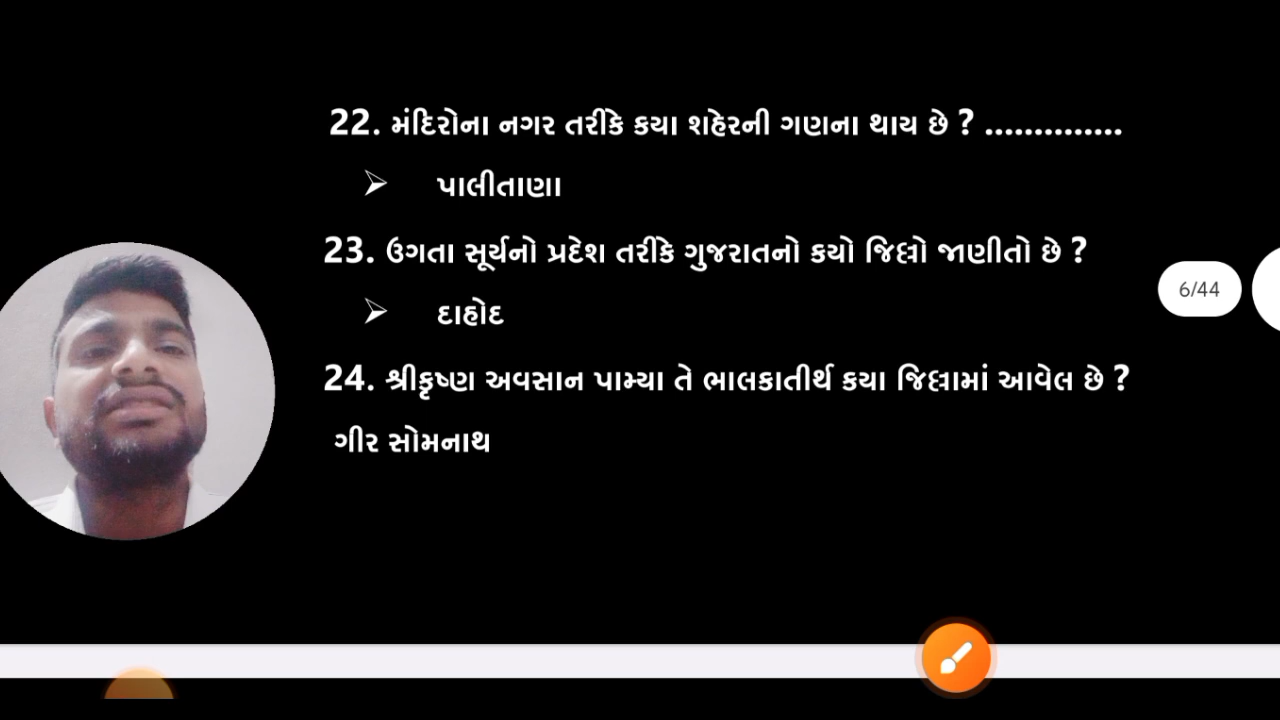 22. મંદિરોના નગર તરીકે કયા શહેરની ગણના થાય છે ? ..............
➢ પાલીતાણા
23. ઉગતા સૂર્યનો પ્રદેશ તરીકે ગુજરાતનો કયો જિલ્લો જાણીતો છે ?
➢ દાહોદ
6/44
24. શ્રીકૃષ્ણ અવસાન પામ્યા તે ભાલકાતીર્થ કયા જિલ્લામાં આવેલ છે ?
ગીર સોમનાથ